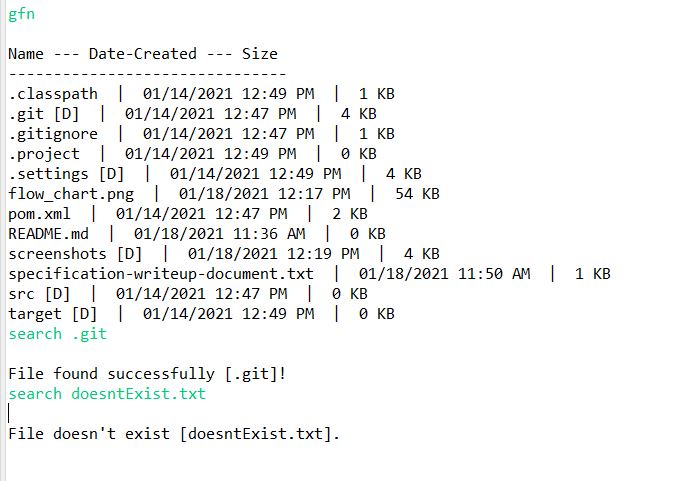 gfn
Name --- Date-Created --- Size
-------------------------------
.classpath  |  01/14/2021 12:49 PM  |  1 KB
.git [D]  |  01/14/2021 12:47 PM  |  4 KB
.gitignore  |  01/14/2021 12:47 PM  |  1 KB
.project  |  01/14/2021 12:49 PM  |  0 KB
.settings [D]  |  01/14/2021 12:49 PM  |  4 KB
flow_chart.png  |  01/18/2021 12:17 PM  |  54 KB
pom.xml  |  01/14/2021 12:47 PM  |  2 KB
README.md  |  01/18/2021 11:36 AM  |  0 KB
screenshots [D]  |  01/18/2021 12:19 PM  |  4 KB
specification-writeup-document.txt  |  01/18/2021 11:50 AM  |  1 KB
src [D]  |  01/14/2021 12:47 PM  |  0 KB
target [D]  |  01/14/2021 12:49 PM  |  0 KB
search .git
File found successfully [.git]!
search doesntExist.txt
File doesn't exist [doesntExist.txt].